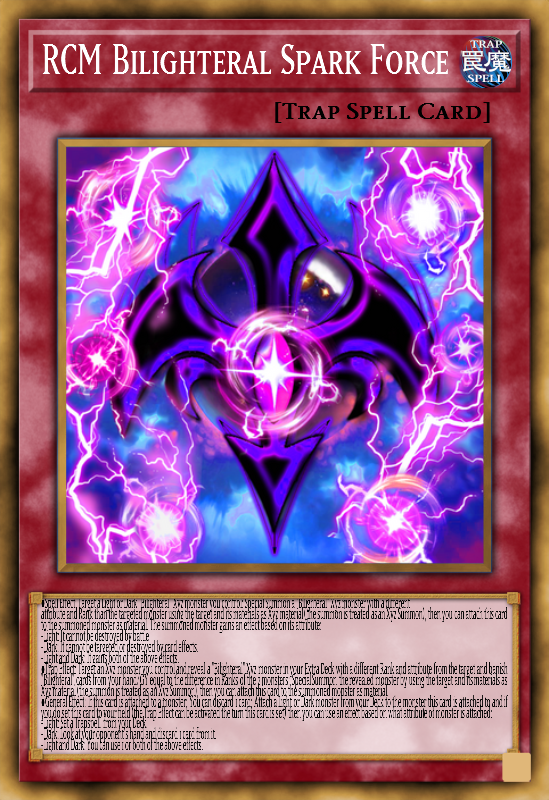 RCM Bilighteral Spark Force
TRAP
罠魔
SPELL
[Trap Spell Card]
●Spell Effect: Target a Light or Dark "Bilighteral" Xyz monster you control; Special Summon a "Bilighteral" Xyz monster with a different
attribute and Rank than the targeted monster using the target and its materials as Xyz material (the summon is treated as an Xyz Summon), then you can attach this card
to the summoned monster as material. The summoned monster gains an effect based on its attribute:
-Light: It cannot be destroyed by battle.
-Dark: It cannot be targeted or destroyed by card effects.
-Light and Dark: It gains both of the above effects.
●Trap Effect: Target an Xyz monster you control and reveal a "Bilighteral" Xyz monster in your Extra Deck with a different Rank and attribute from the target and banish
"Bilighteral" cards from your hand/GY equal to the difference in Ranks of the 2 monsters; Special Summon the revealed monster by using the target and its materials as
Xyz material (the summon is treated as an Xyz Summon), then you can attach this card to the summoned monster as material.
●General Effect: If this card is attached to a monster: You can discard 1 card; Attach a Light or Dark monster from your Deck to the monster this card is attached to and if
you do set this card to your field (the Trap Effect can be activated the turn this card is set) then you can use an effect based on what attribute of monster is attached:
-Light: Set a Trap Spell from your Deck.
-Dark: Look at your opponent's hand and discard 1 card from it.
-Light and Dark: You can use 1 or both of the above effects.